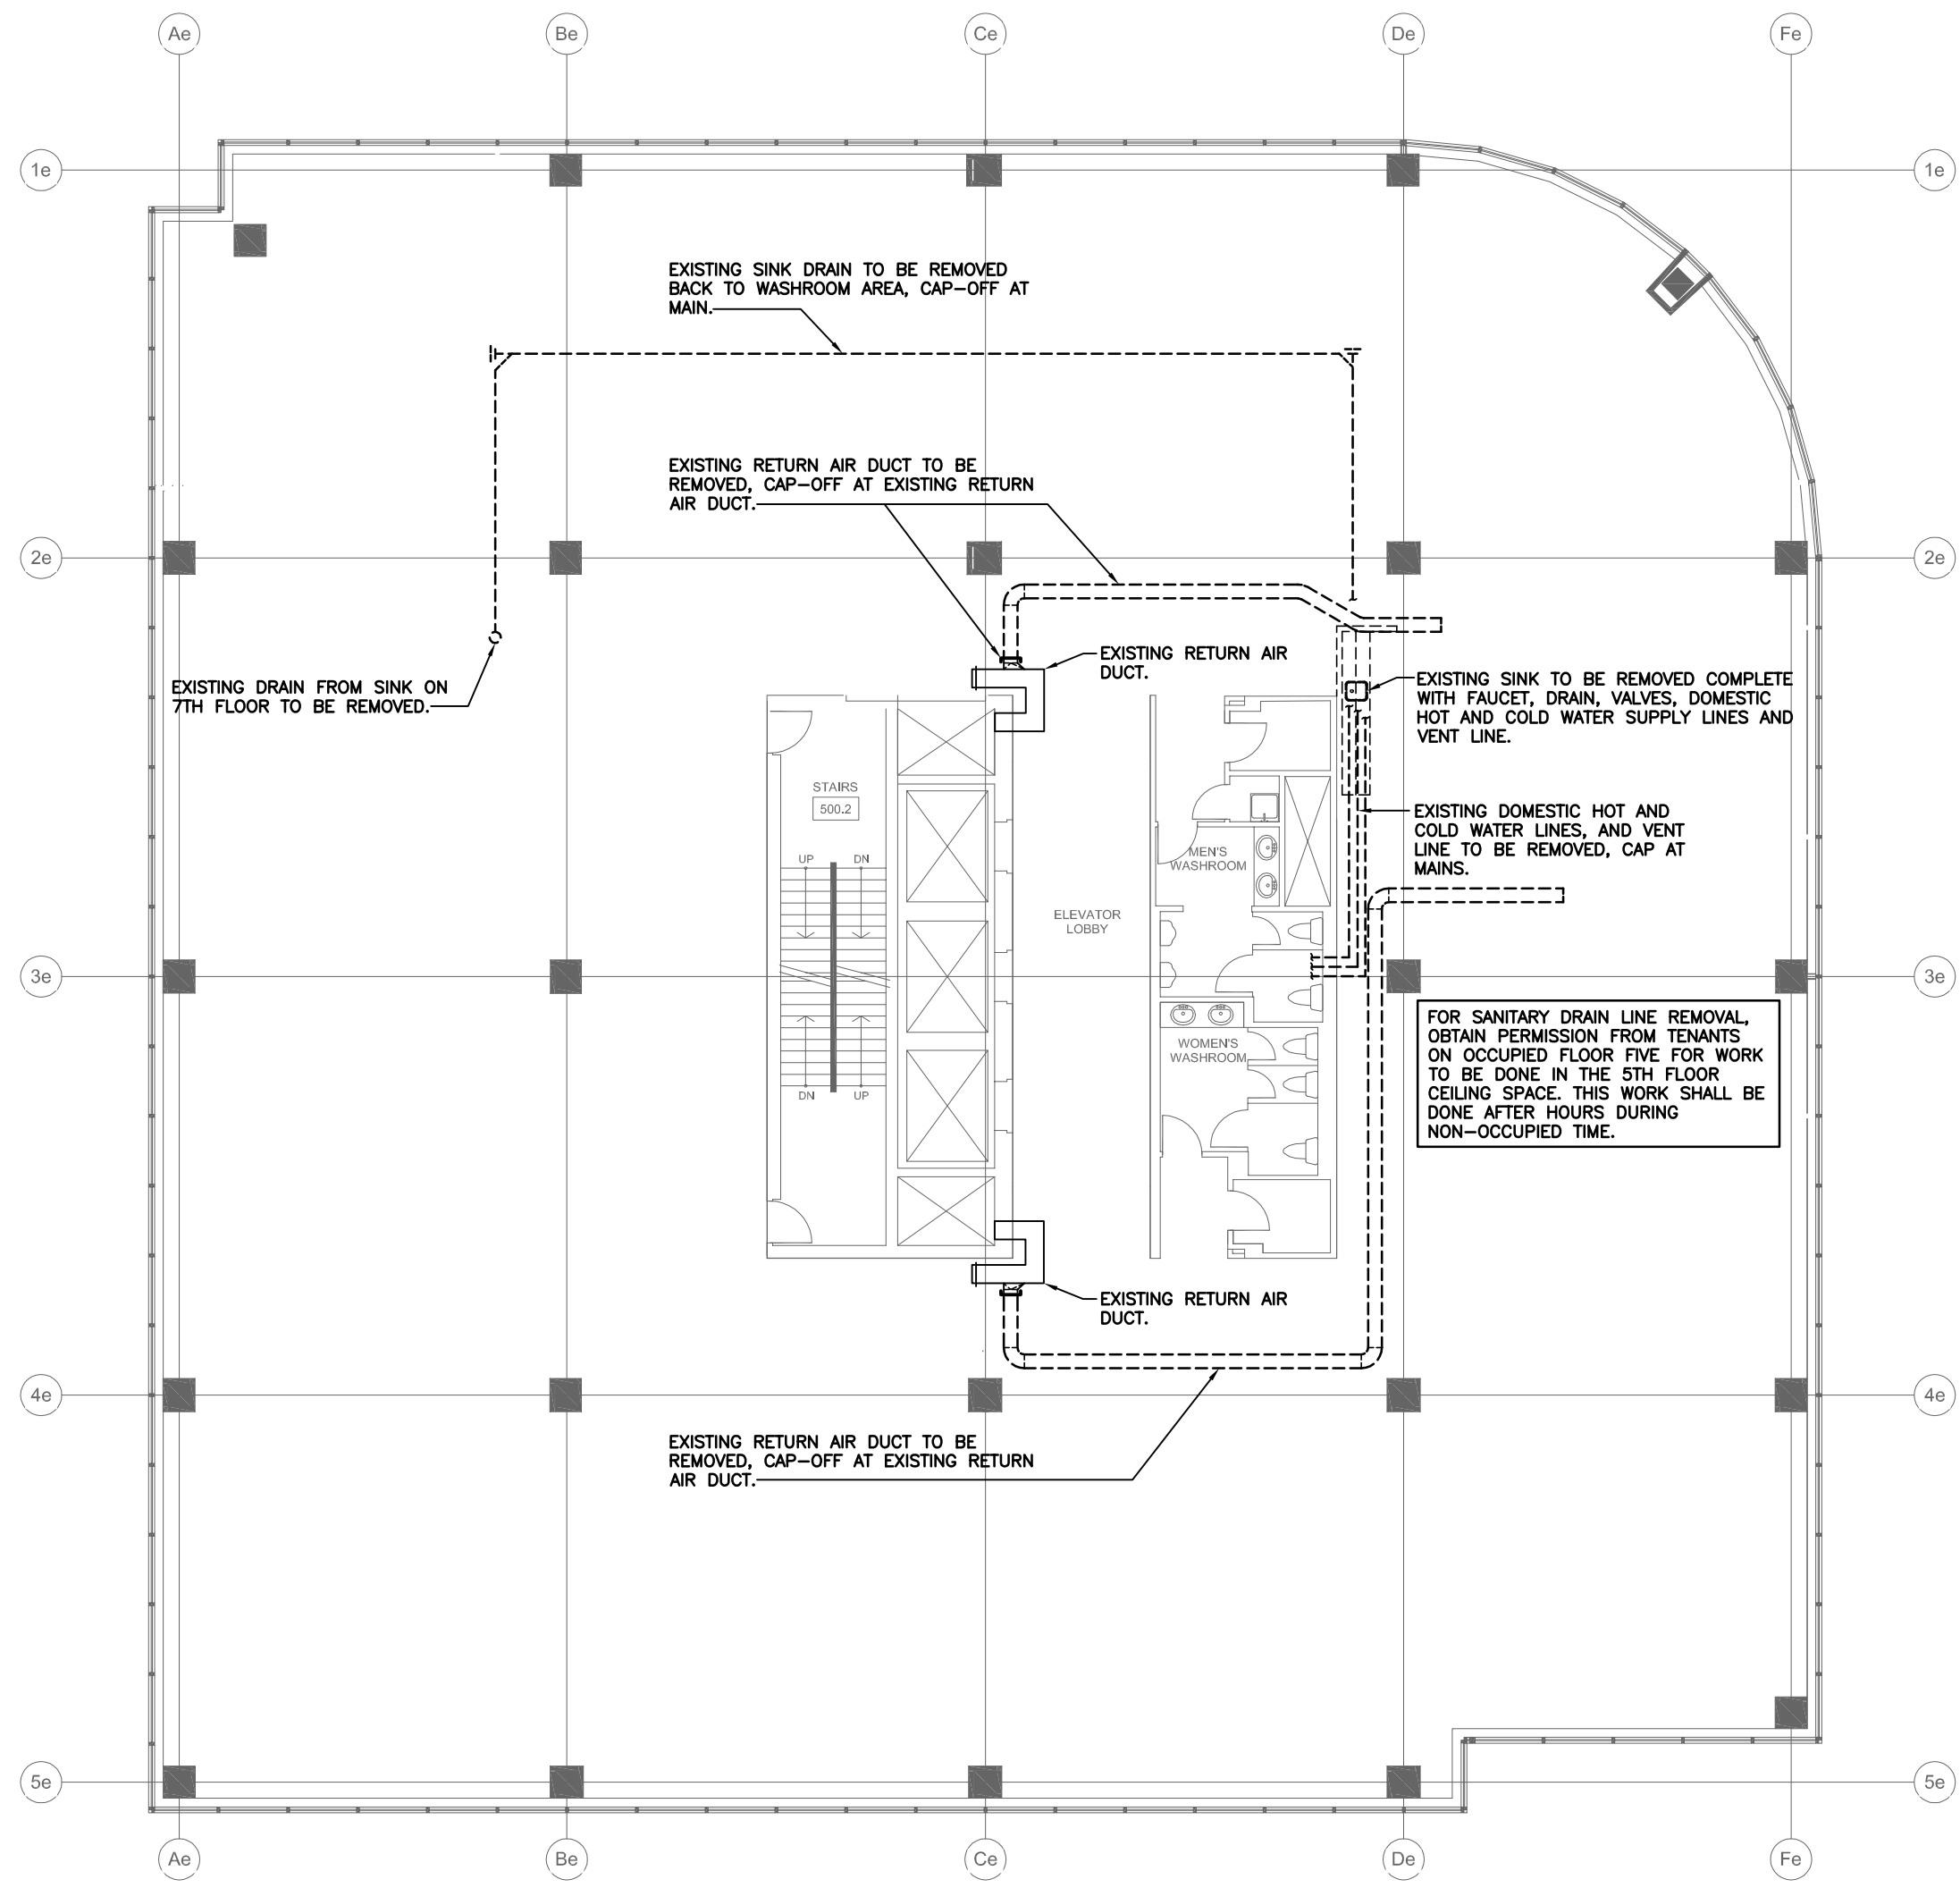 Ae Be Ce De Fe
1e 1e
EXISTING SINK DRAIN TO BE REMOVED
BACK TO WASHROOM AREA, CAP-OFF AT
MAIN.
EXISTING RETURN AIR DUCT TO BE
REMOVED, CAP-OFF AT EXISTING RETURN
AIR DUCT.
2e 2e
EXISTING DRAIN FROM SINK ON
7TH FLOOR TO BE REMOVED.
EXISTING RETURN AIR
DUCT.
EXISTING SINK TO BE REMOVED COMPLETE
WITH FAUCET, DRAIN, VALVES, DOMESTIC
HOT AND COLD WATER SUPPLY LINES AND
VENT LINE.
STAIRS
500.2
EXISTING DOMESTIC HOT AND
COLD WATER LINES, AND VENT
LINE TO BE REMOVED, CAP AT
MAINS.
UP DN
MEN'S
WASHROOM
ELEVATOR
LOBBY
3e 3e
FOR SANITARY DRAIN LINE REMOVAL,
OBTAIN PERMISSION FROM TENANTS
ON OCCUPIED FLOOR FIVE FOR WORK
TO BE DONE IN THE 5TH FLOOR
CEILING SPACE. THIS WORK SHALL BE
DONE AFTER HOURS DURING
NON-OCCUPIED TIME.
WOMEN'S
WASHROOM
DN UP
EXISTING RETURN AIR
DUCT.
4e 4e
EXISTING RETURN AIR DUCT TO BE
REMOVED, CAP-OFF AT EXISTING RETURN
AIR DUCT.
5e 5e
Ae Be Ce De Fe